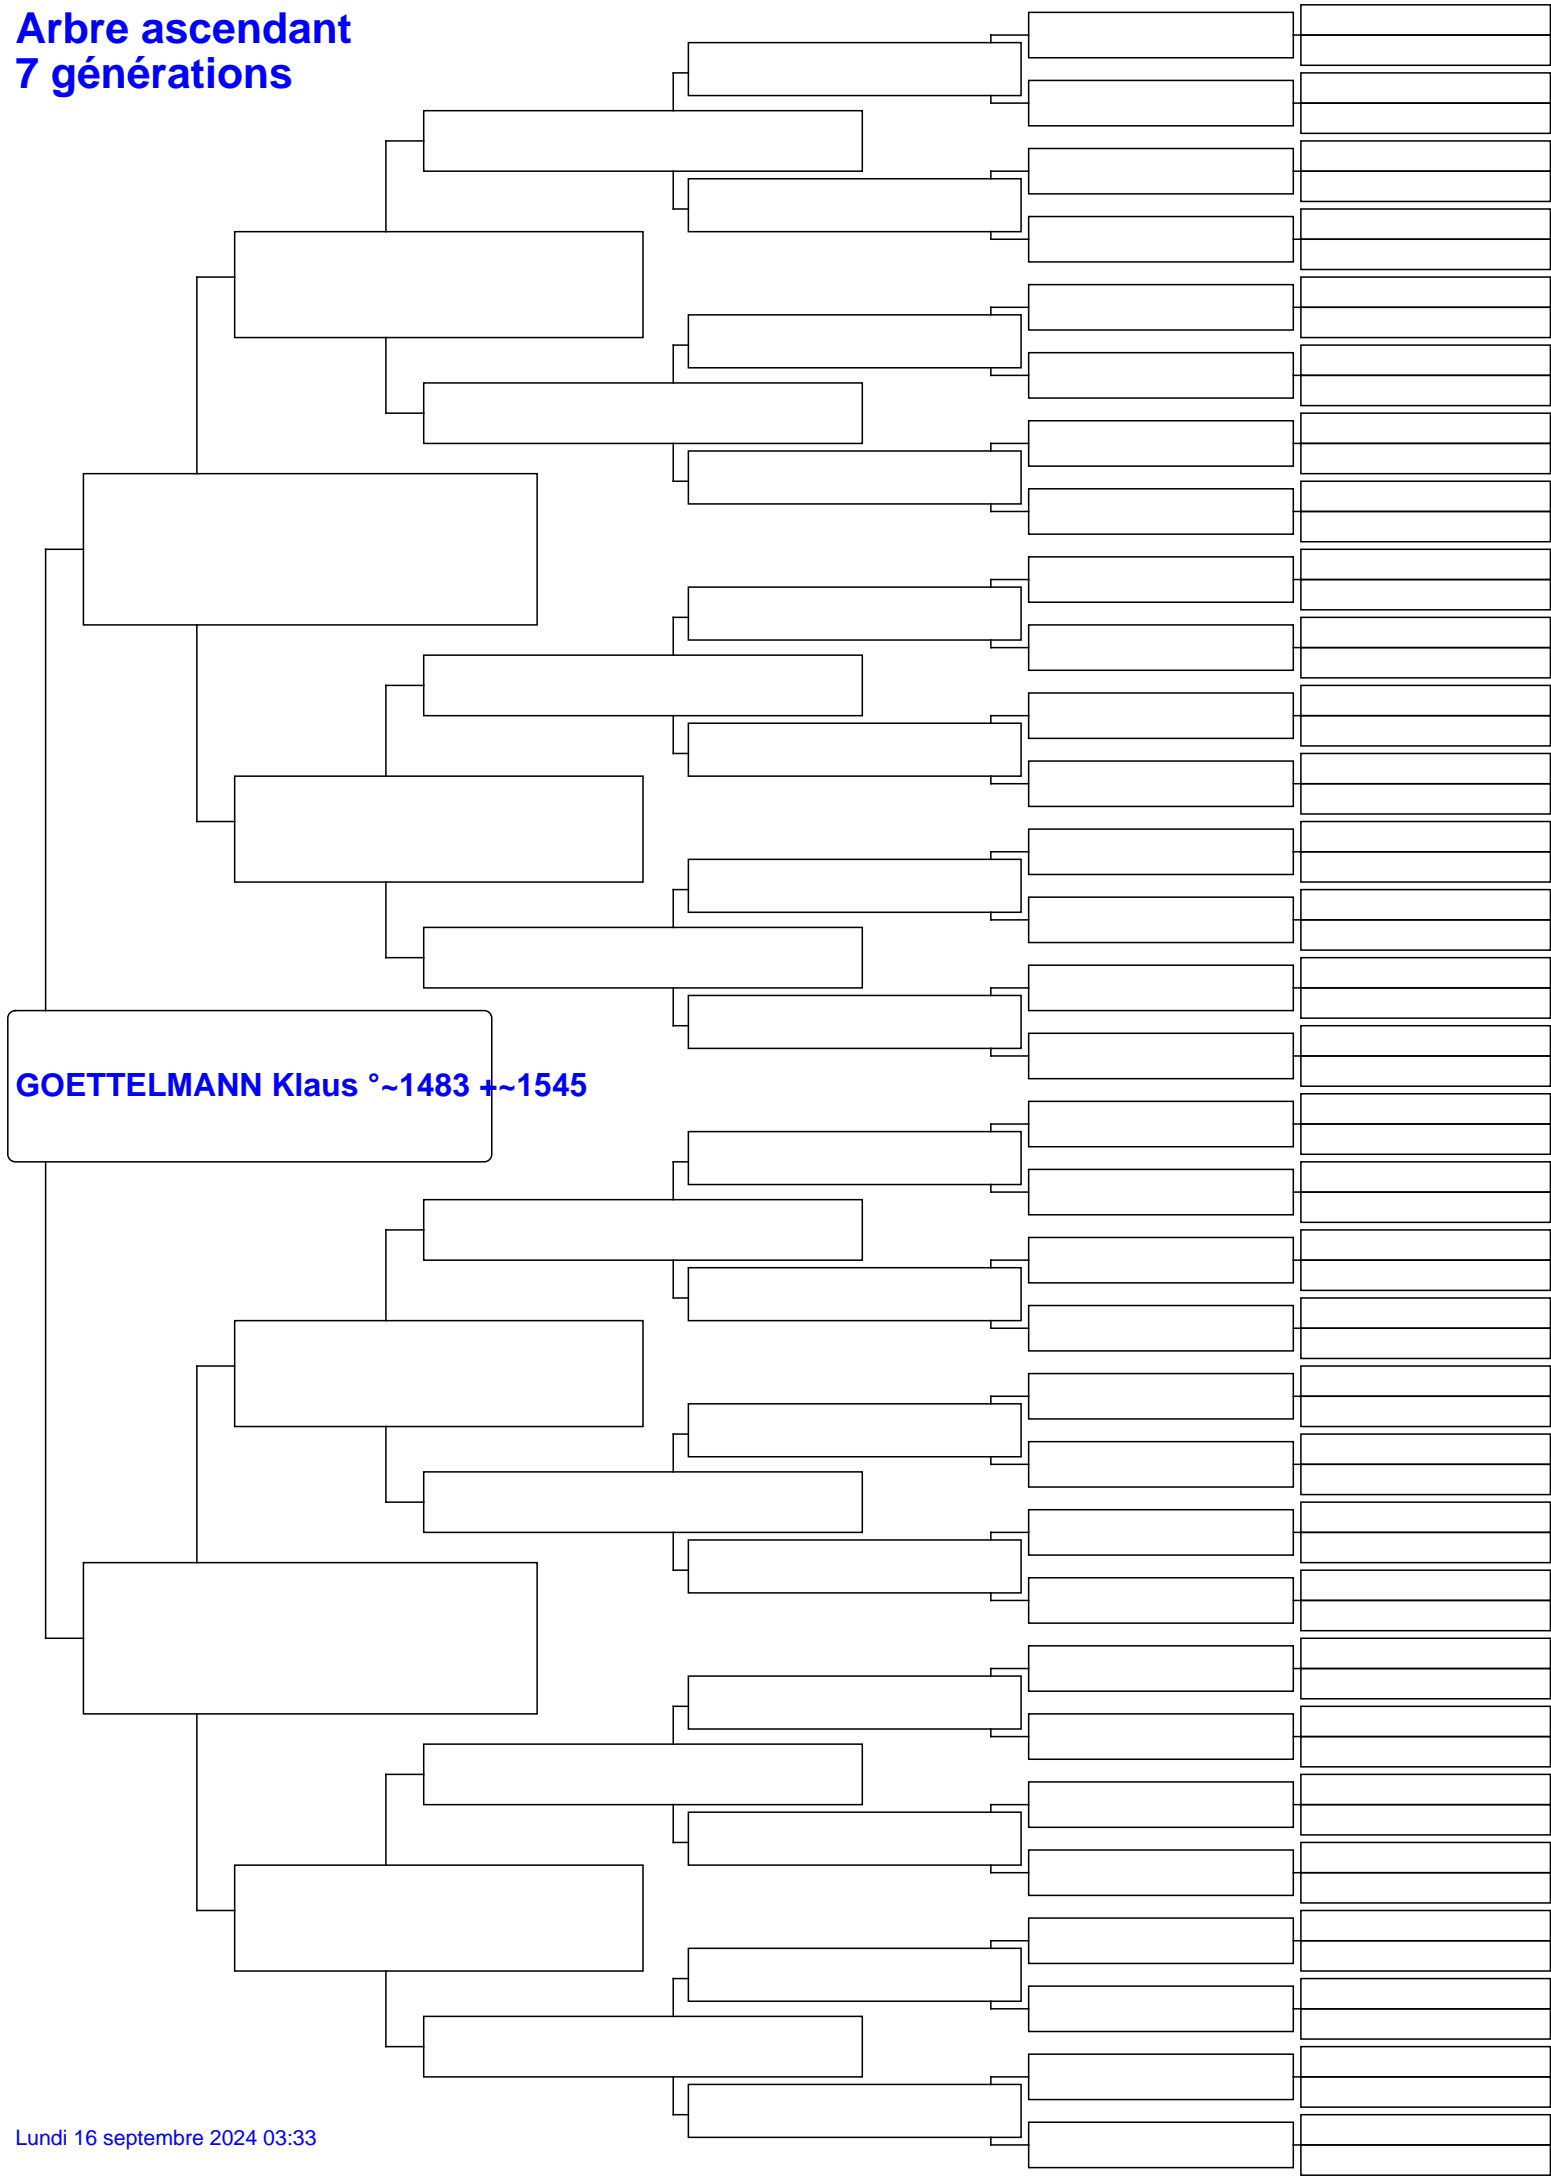 Arbre ascendant
7 générations
GOETTELMANN Klaus °~1483 +~1545
Lundi 16 septembre 2024 03:33